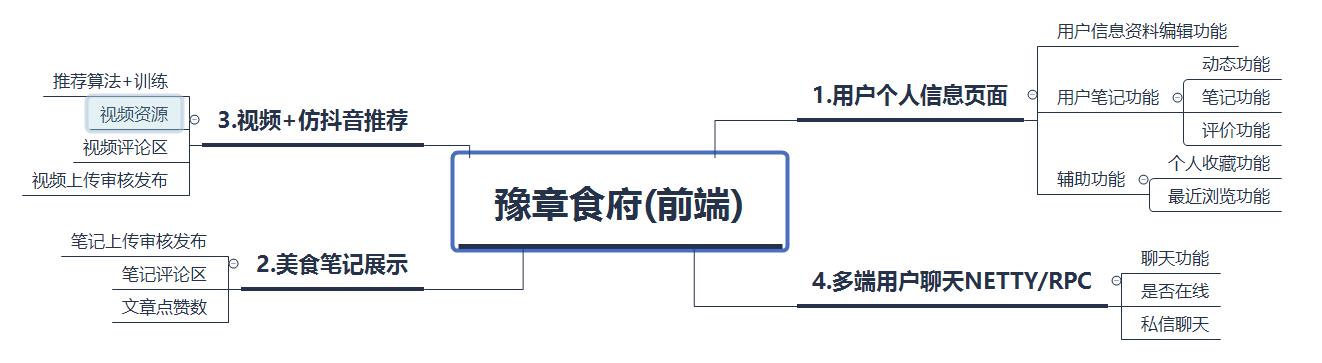 豫章食府(前端)
1.用户个人信息页面
用户信息资料编辑功能
用户笔记功能
动态功能
笔记功能
评价功能
辅助功能
个人收藏功能
最近浏览功能
2.美食笔记展示
笔记上传审核发布
笔记评论区
文章点赞数
3.视频+仿抖音推荐
推荐算法+训练
视频资源
视频评论区
视频上传审核发布
4.多端用户聊天NETTY/RPC
聊天功能
是否在线
私信聊天